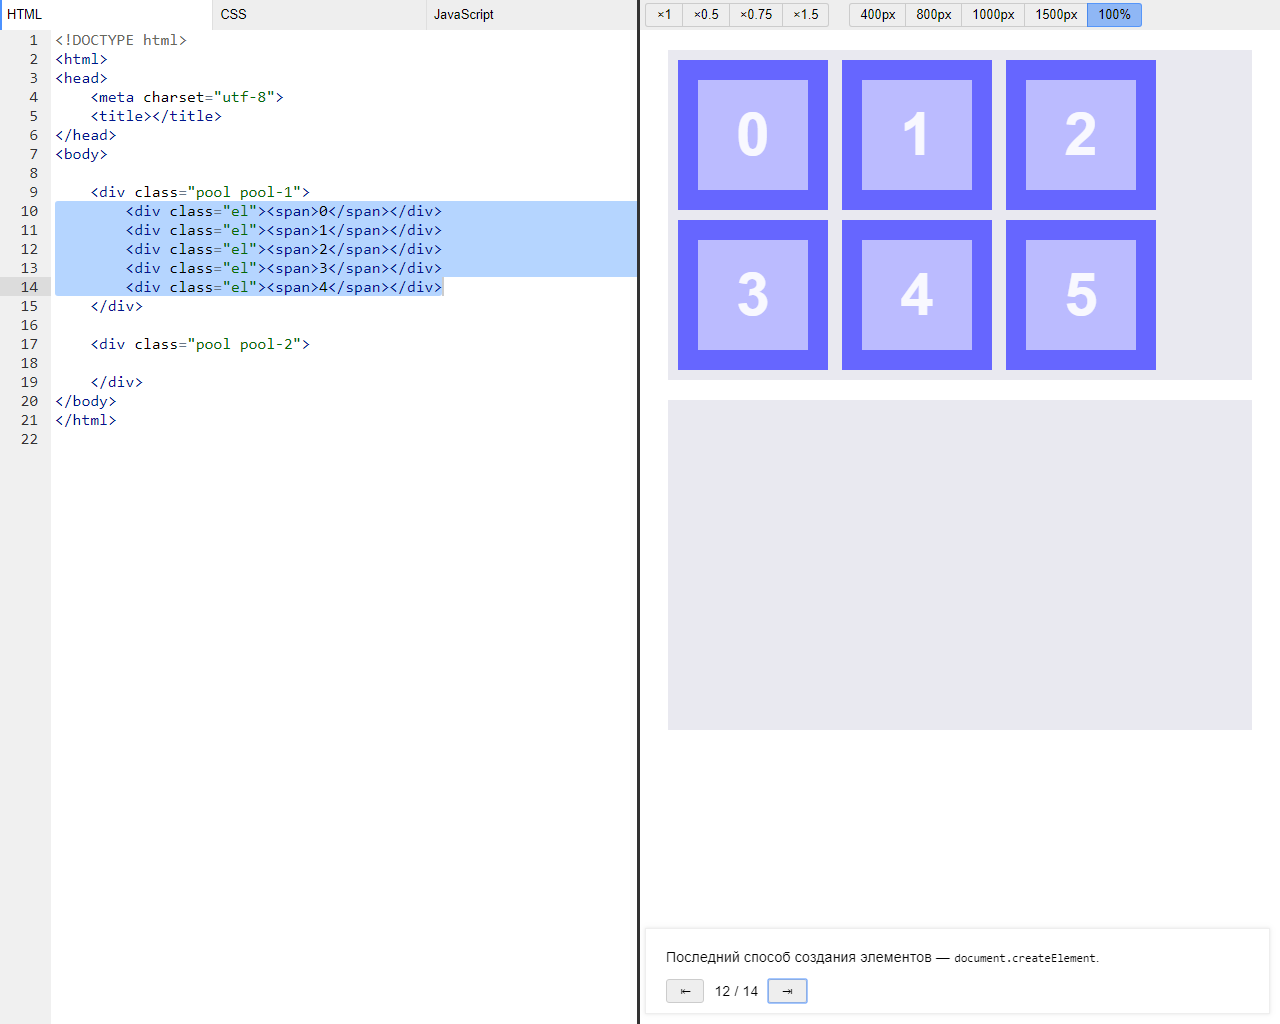 HTML CSS JavaScript
1 <!DOCTYPE html>
2 <html>
3 <head>
4 <meta charset="utf-8">
5 <title></title>
6 </head>
7 <body>
8
9 <div class="pool pool-1">
10 <div class="el"><span>0</span></div>
11 <div class="el"><span>1</span></div>
12 <div class="el"><span>2</span></div>
13 <div class="el"><span>3</span></div>
14 <div class="el"><span>4</span></div>
15 </div>
16
17 <div class="pool pool-2">
18
19 </div>
20 </body>
21 </html>
22
×1 ×0.5 ×0.75 ×1.5 400px 800px 1000px 1500px 100%
0 1 2
3 4 5
Последний способ создания элементов — document.createElement.
⇤ 12 / 14 ⇥